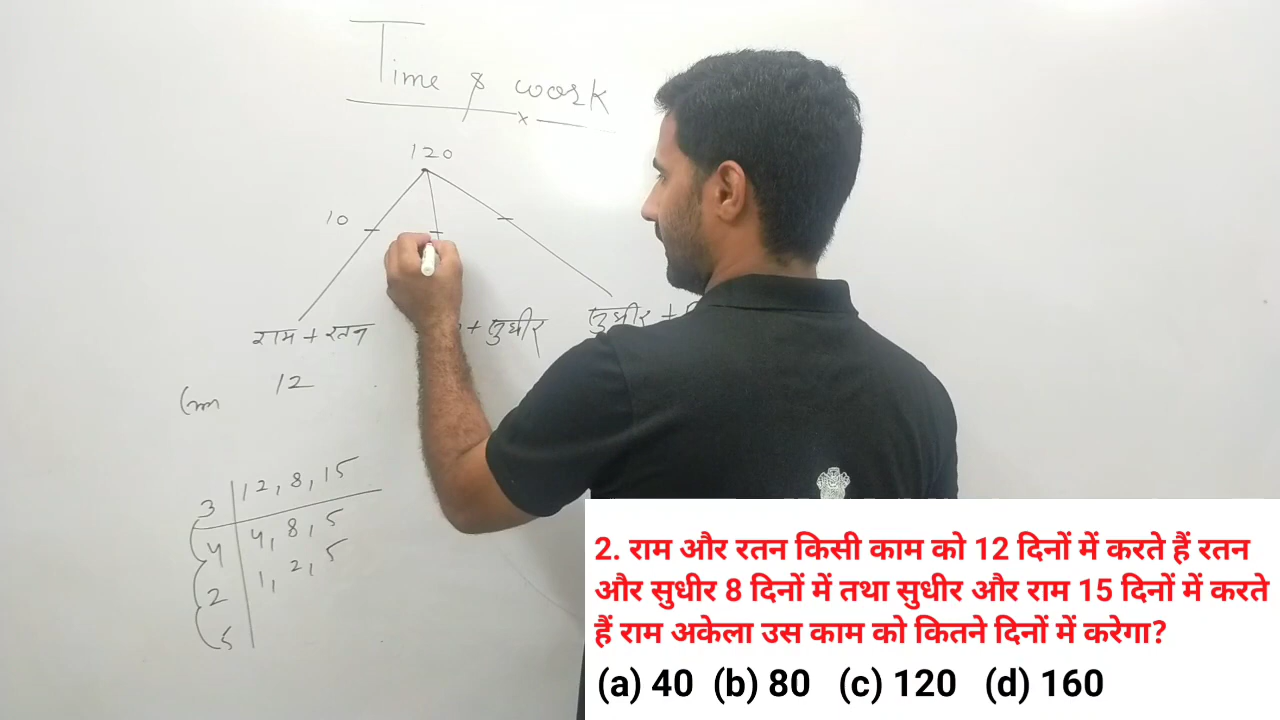 Time & work
x
120
10
राम + रतन + सुधीर सुधीर +
12
3 12, 8, 15
4 4, 8, 5
2 1, 2, 5
5
2. राम और रतन किसी काम को 12 दिनों में करते हैं रतन
और सुधीर 8 दिनों में तथा सुधीर और राम 15 दिनों में करते
हैं राम अकेला उस काम को कितने दिनों में करेगा?
(a) 40 (b) 80 (c) 120 (d) 160